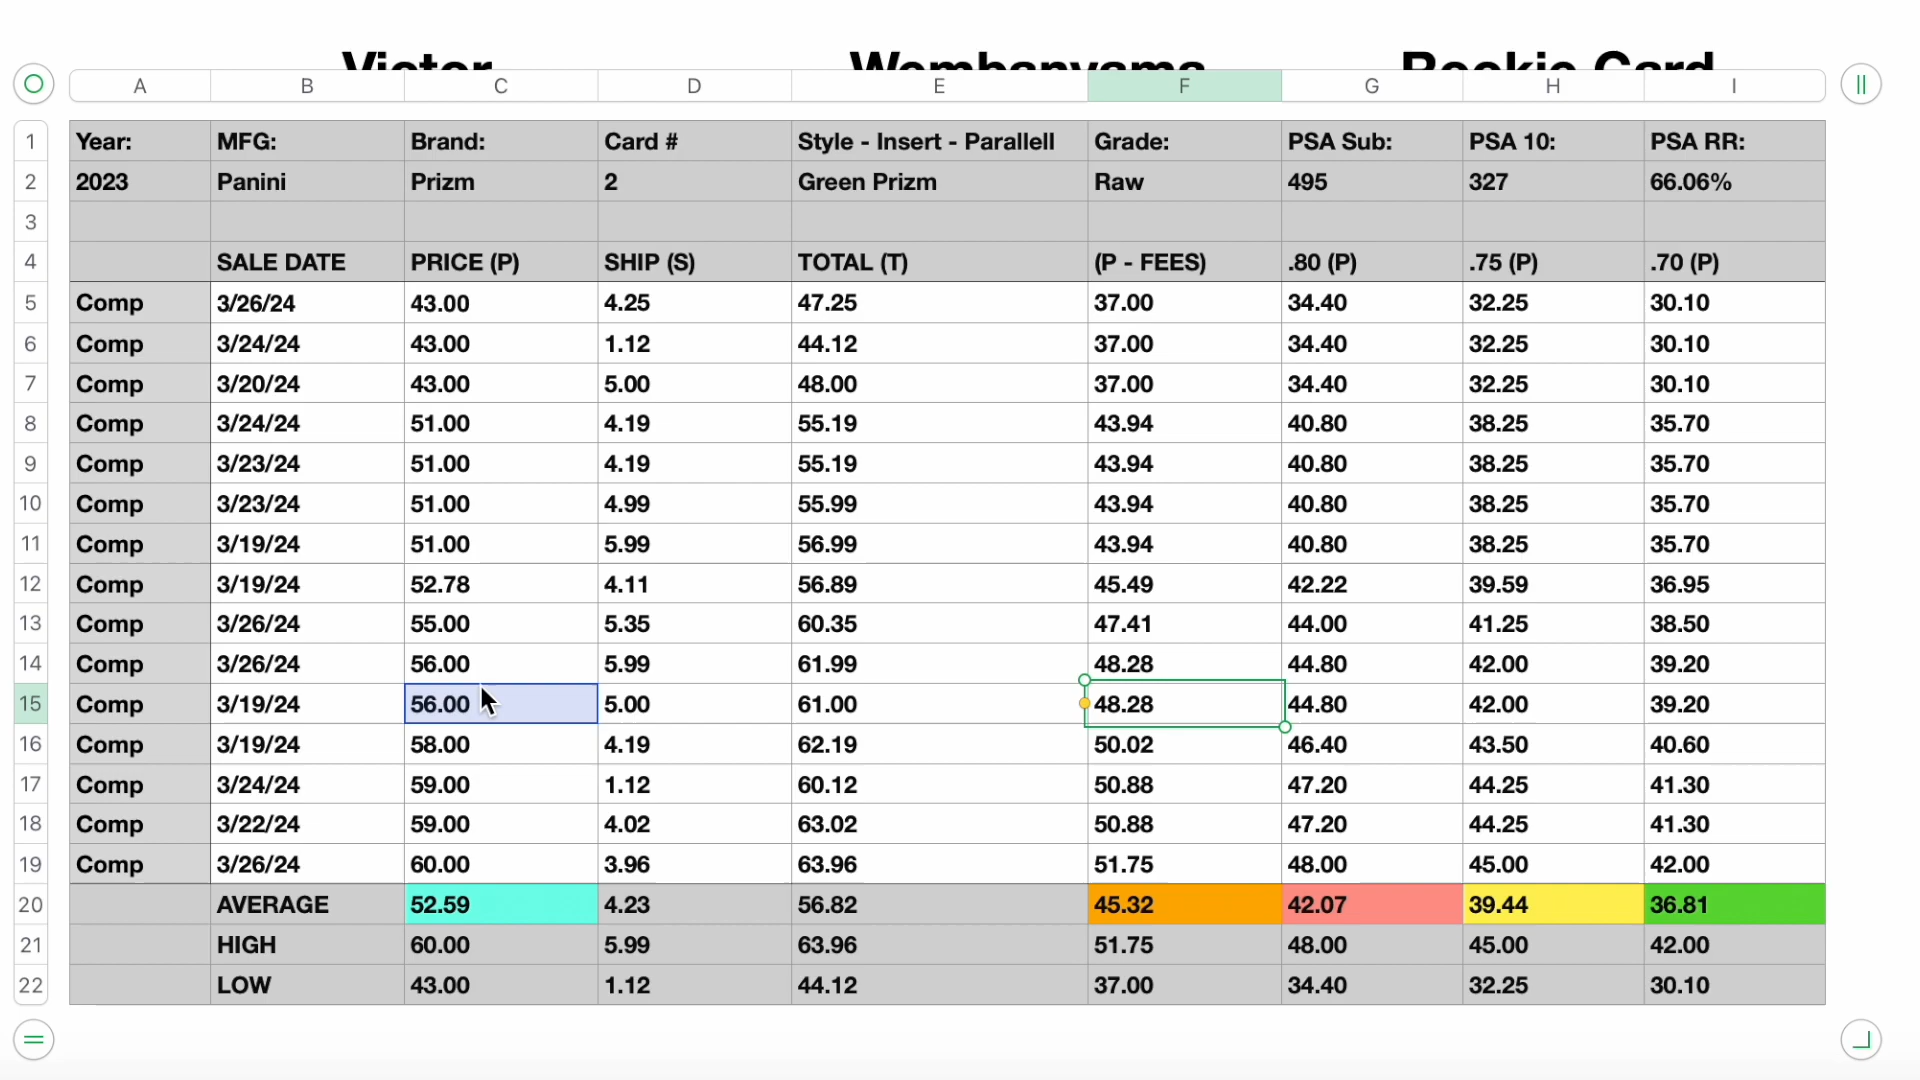 Victor Wembanyama Rookie Card
A B C D E F G H I
1 Year: MFG: Brand: Card # Style - Insert - Parallell Grade: PSA Sub: PSA 10: PSA RR:
2 2023 Panini Prizm 2 Green Prizm Raw 495 327 66.06%
3
4 SALE DATE PRICE (P) SHIP (S) TOTAL (T) (P - FEES) .80 (P) .75 (P) .70 (P)
5 Comp 3/26/24 43.00 4.25 47.25 37.00 34.40 32.25 30.10
6 Comp 3/24/24 43.00 1.12 44.12 37.00 34.40 32.25 30.10
7 Comp 3/20/24 43.00 5.00 48.00 37.00 34.40 32.25 30.10
8 Comp 3/24/24 51.00 4.19 55.19 43.94 40.80 38.25 35.70
9 Comp 3/23/24 51.00 4.19 55.19 43.94 40.80 38.25 35.70
10 Comp 3/23/24 51.00 4.99 55.99 43.94 40.80 38.25 35.70
11 Comp 3/19/24 51.00 5.99 56.99 43.94 40.80 38.25 35.70
12 Comp 3/19/24 52.78 4.11 56.89 45.49 42.22 39.59 36.95
13 Comp 3/26/24 55.00 5.35 60.35 47.41 44.00 41.25 38.50
14 Comp 3/26/24 56.00 5.99 61.99 48.28 44.80 42.00 39.20
15 Comp 3/19/24 56.00 5.00 61.00 48.28 44.80 42.00 39.20
16 Comp 3/19/24 58.00 4.19 62.19 50.02 46.40 43.50 40.60
17 Comp 3/24/24 59.00 1.12 60.12 50.88 47.20 44.25 41.30
18 Comp 3/22/24 59.00 4.02 63.02 50.88 47.20 44.25 41.30
19 Comp 3/26/24 60.00 3.96 63.96 51.75 48.00 45.00 42.00
20 AVERAGE 52.59 4.23 56.82 45.32 42.07 39.44 36.81
21 HIGH 60.00 5.99 63.96 51.75 48.00 45.00 42.00
22 LOW 43.00 1.12 44.12 37.00 34.40 32.25 30.10